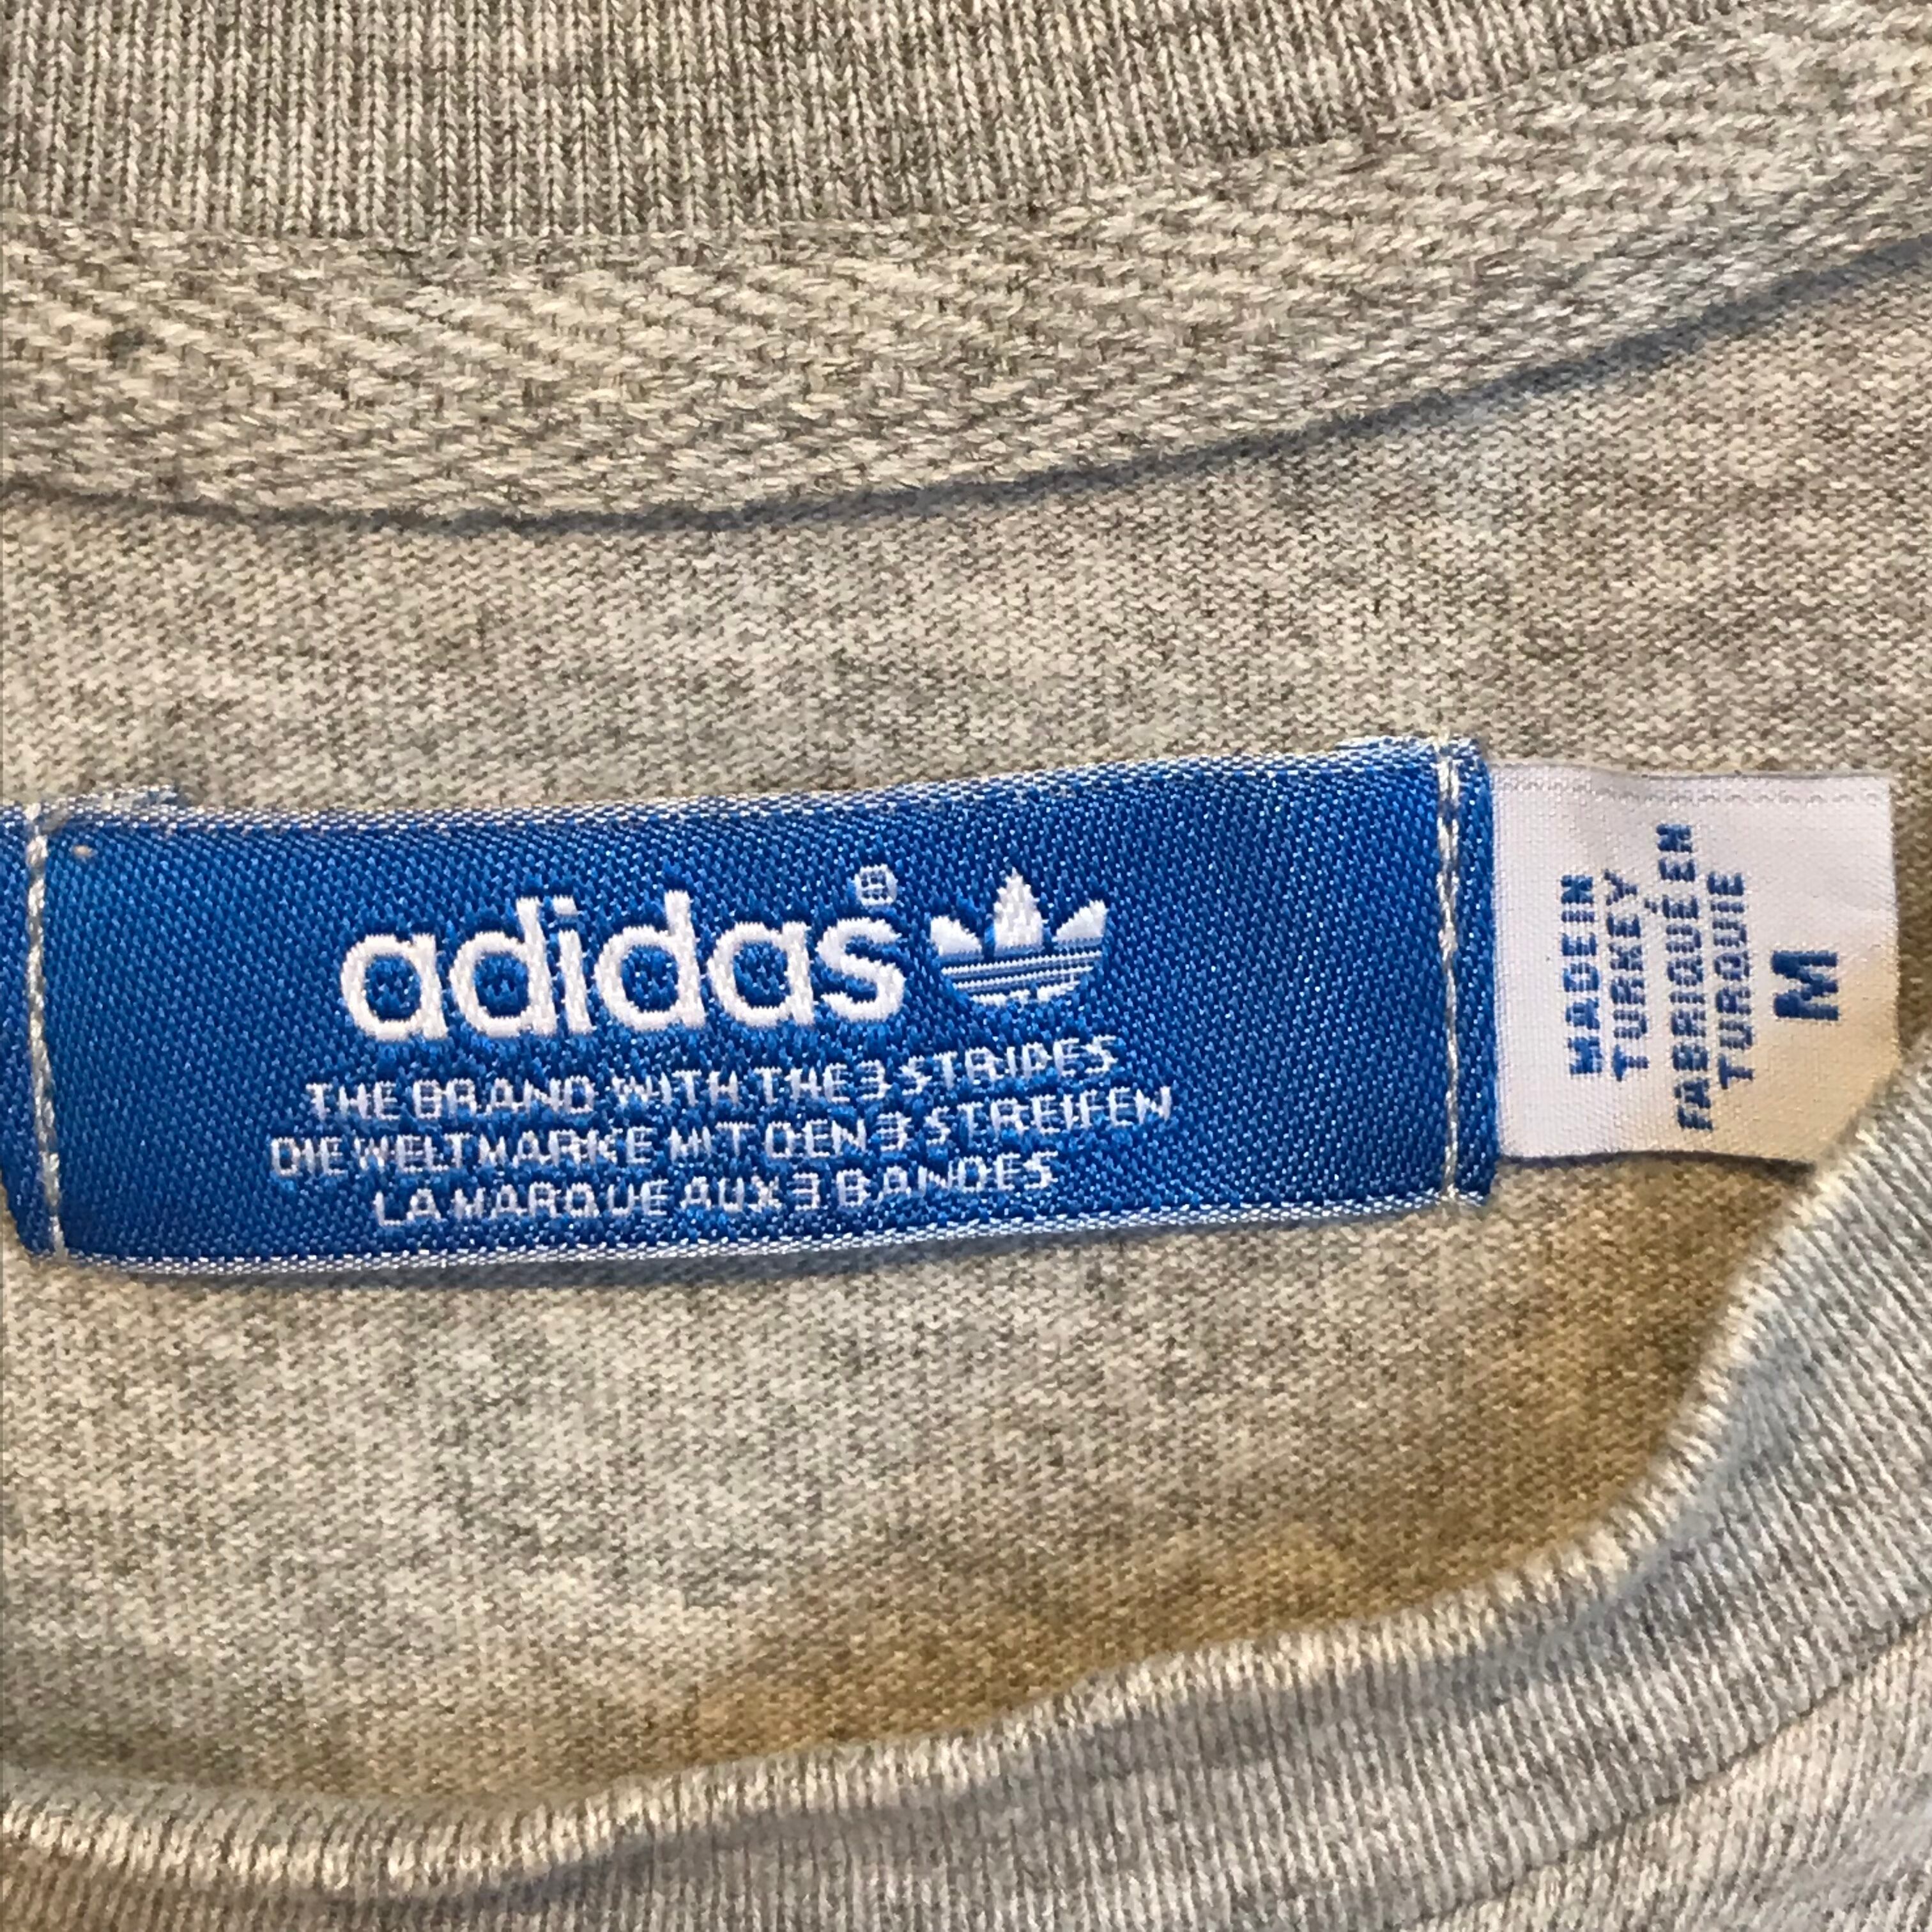 adidas®
THE BRAND WITH THE 3 STRIPES
DIE WELTMARKE MIT DEN 3 STREIFEN
LA MARQUE AUX 3 BANDES
MADE IN
TURKEY
FABRIQUÉ EN
TURQUIE
M